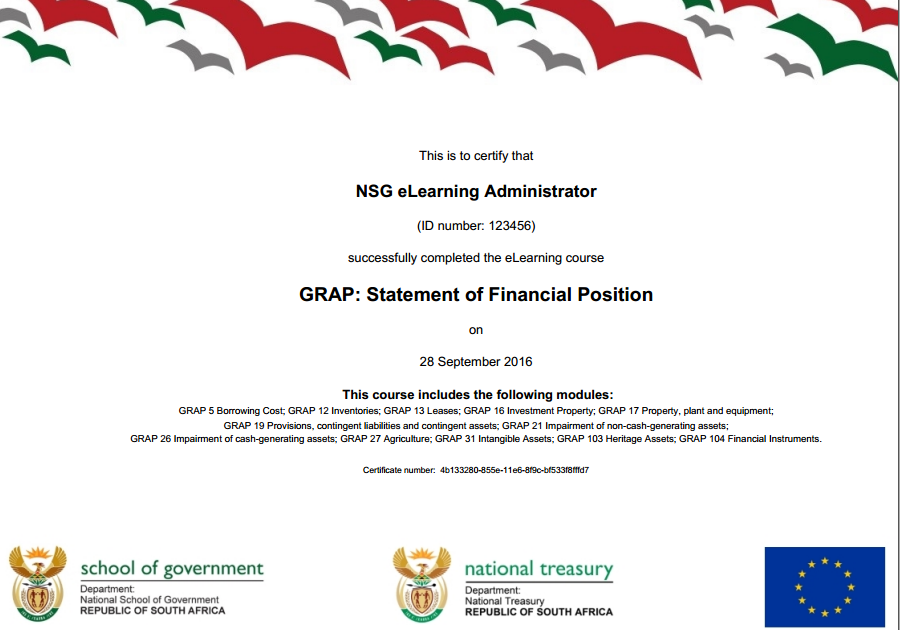 This is to certify that
NSG eLearning Administrator
(ID number: 123456)
successfully completed the eLearning course
GRAP: Statement of Financial Position
on
28 September 2016
This course includes the following modules:
GRAP 5 Borrowing Cost; GRAP 12 Inventories; GRAP 13 Leases; GRAP 16 Investment Property; GRAP 17 Property, plant and equipment;
GRAP 19 Provisions, contingent liabilities and contingent assets; GRAP 21 Impairment of non-cash-generating assets;
GRAP 26 Impairment of cash-generating assets; GRAP 27 Agriculture; GRAP 31 Intangible Assets; GRAP 103 Heritage Assets; GRAP 104 Financial Instruments.
Certificate number: 4b133280-855e-11e6-8f9c-bf533f8fffd7
school of government
Department:
National School of Government
REPUBLIC OF SOUTH AFRICA
national treasury
Department:
National Treasury
REPUBLIC OF SOUTH AFRICA